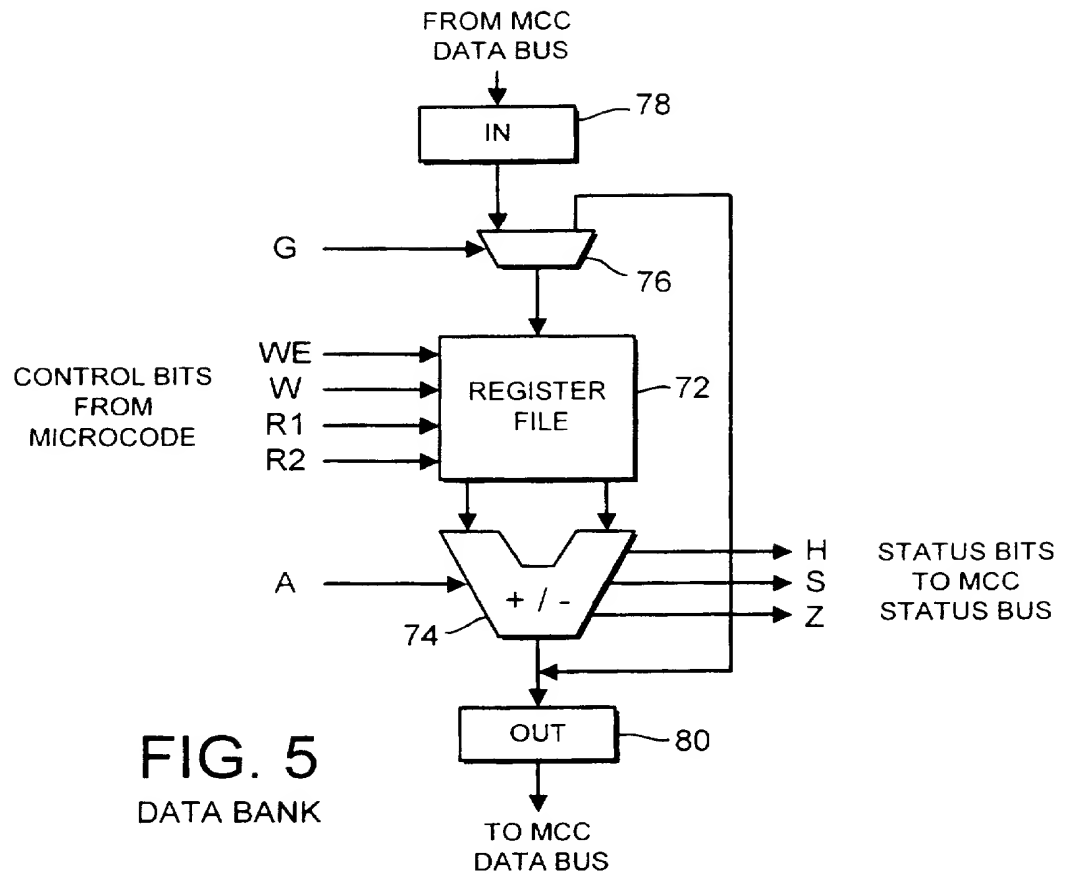 FROM MCC
DATA BUS
78
IN
G
76
WE
W
R1
R2
CONTROL BITS
FROM
MICROCODE
REGISTER
FILE
72
A
+ / -
74
H
S
Z
STATUS BITS
TO MCC
STATUS BUS
OUT
80
FIG. 5
DATA BANK
TO MCC
DATA BUS